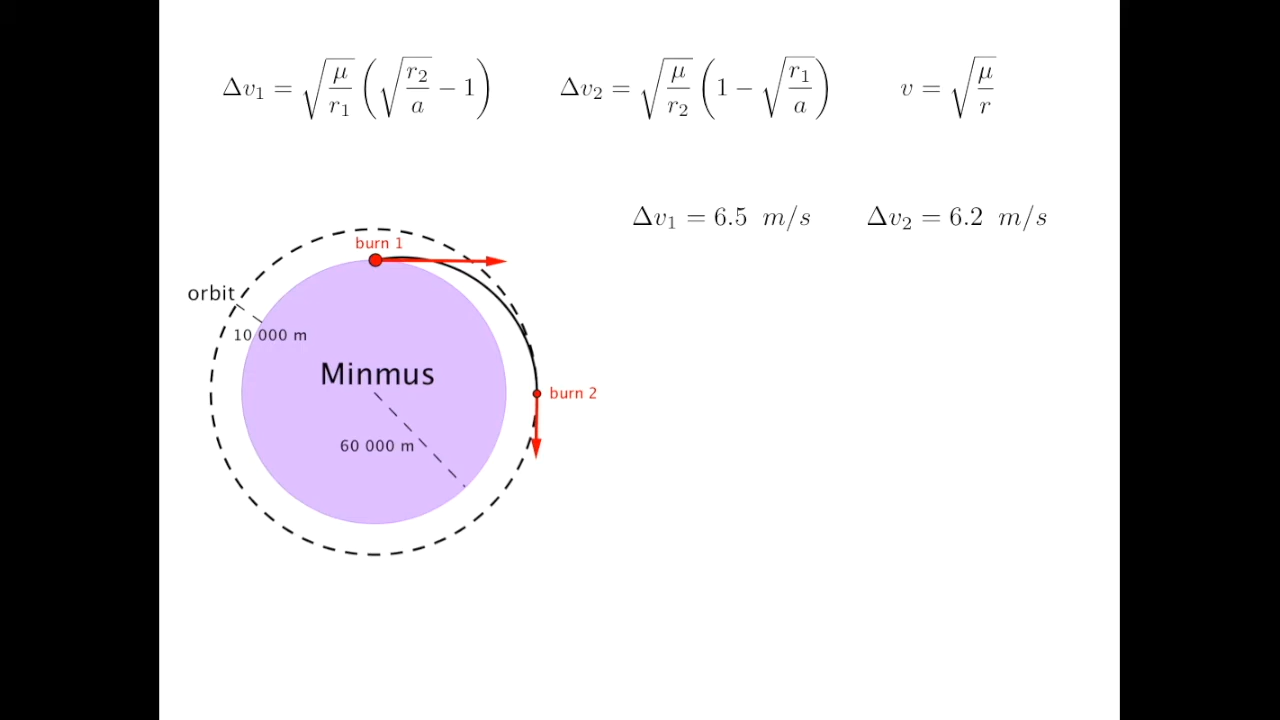 Δv₁ = √(μ/r₁) (√(r₂/a) − 1)
Δv₂ = √(μ/r₂) (1 − √(r₁/a))
v = √(μ/r)
Δv₁ = 6.5 m/s
Δv₂ = 6.2 m/s
burn 1
orbit
10 000 m
Minmus
burn 2
60 000 m